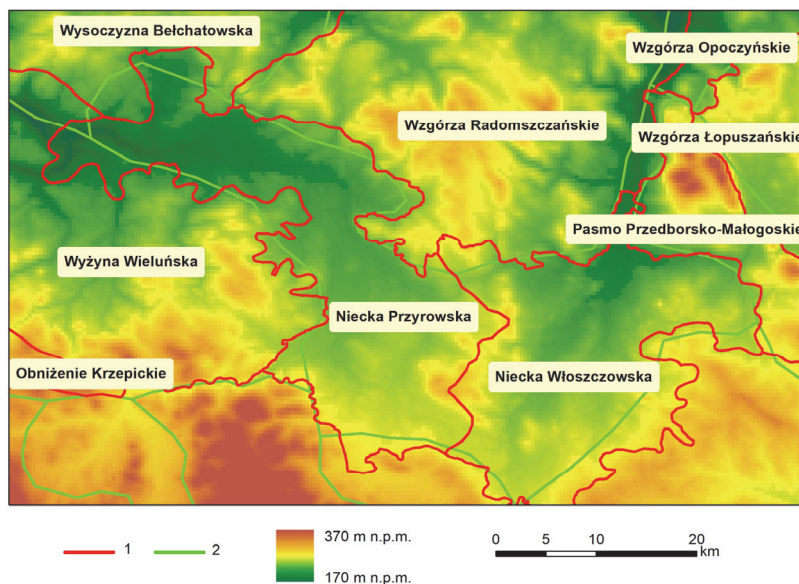 Wysoczyzna Bełchatowska
Wzgórza Opoczyńskie
Wzgórza Radomszczańskie
Wzgórza Łopuszańskie
Pasmo Przedborsko-Małogoskie
Wyżyna Wieluńska
Niecka Przyrowska
Obniżenie Krzepickie
Niecka Włoszczowska
1
2
370 m n.p.m.
170 m n.p.m.
0 5 10 20
km